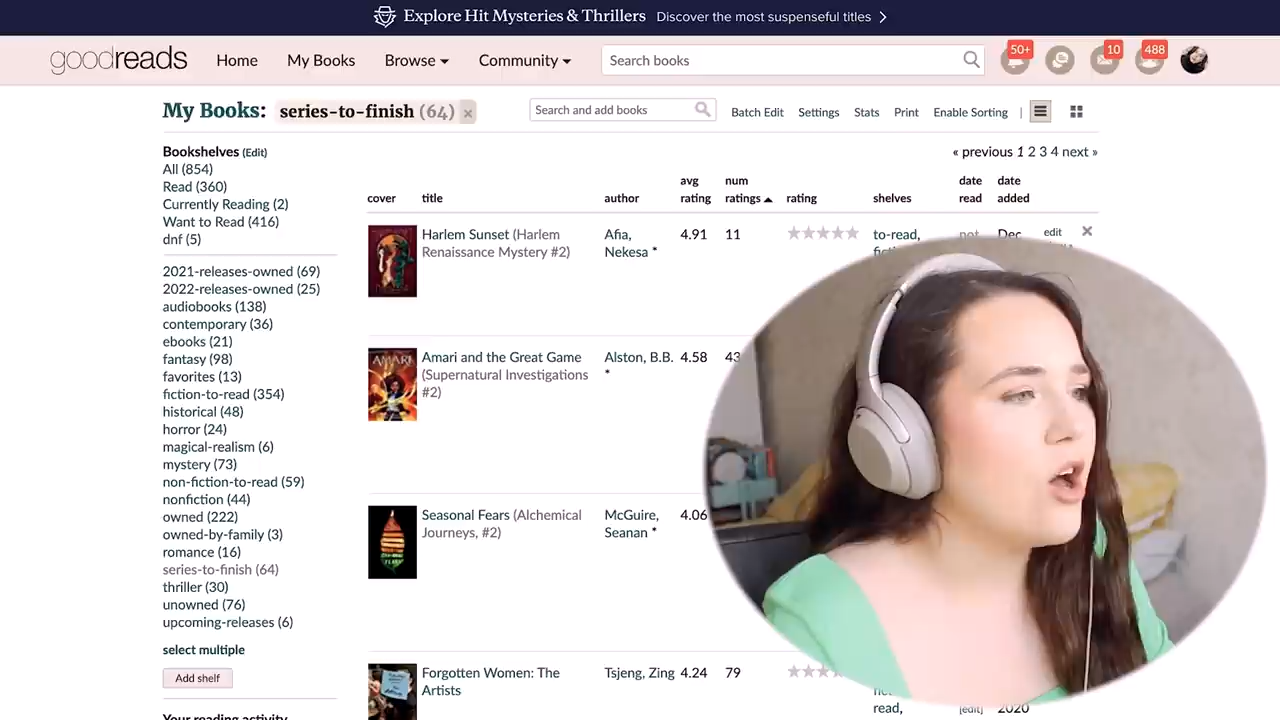 Explore Hit Mysteries & Thrillers Discover the most suspenseful titles
goodreads Home My Books Browse Community Search books 50+ 10 488
My Books: series-to-finish (64) × Search and add books Batch Edit Settings Stats Print Enable Sorting |
Bookshelves (Edit)
All (854)
Read (360)
Currently Reading (2)
Want to Read (416)
dnf (5)
2021-releases-owned (69)
2022-releases-owned (25)
audiobooks (138)
contemporary (36)
ebooks (21)
fantasy (98)
favorites (13)
fiction-to-read (354)
historical (48)
horror (24)
magical-realism (6)
mystery (73)
non-fiction-to-read (59)
nonfiction (44)
owned (222)
owned-by-family (3)
romance (16)
series-to-finish (64)
thriller (30)
unowned (76)
upcoming-releases (6)
select multiple
Add shelf
Your reading activity
« previous 1 2 3 4 next »
cover title author avg rating num ratings rating shelves date read date added
Harlem Sunset (Harlem Afia, 4.91 11 to-read, not Dec edit
Renaissance Mystery #2) Nekesa *
Amari and the Great Game Alston, B.B. 4.58 43
(Supernatural Investigations *
#2)
AMARI
Seasonal Fears (Alchemical McGuire, 4.06
Journeys, #2) Seanan *
Forgotten Women: The Tsjeng, Zing 4.24 79
Artists
read, [edit] 2020